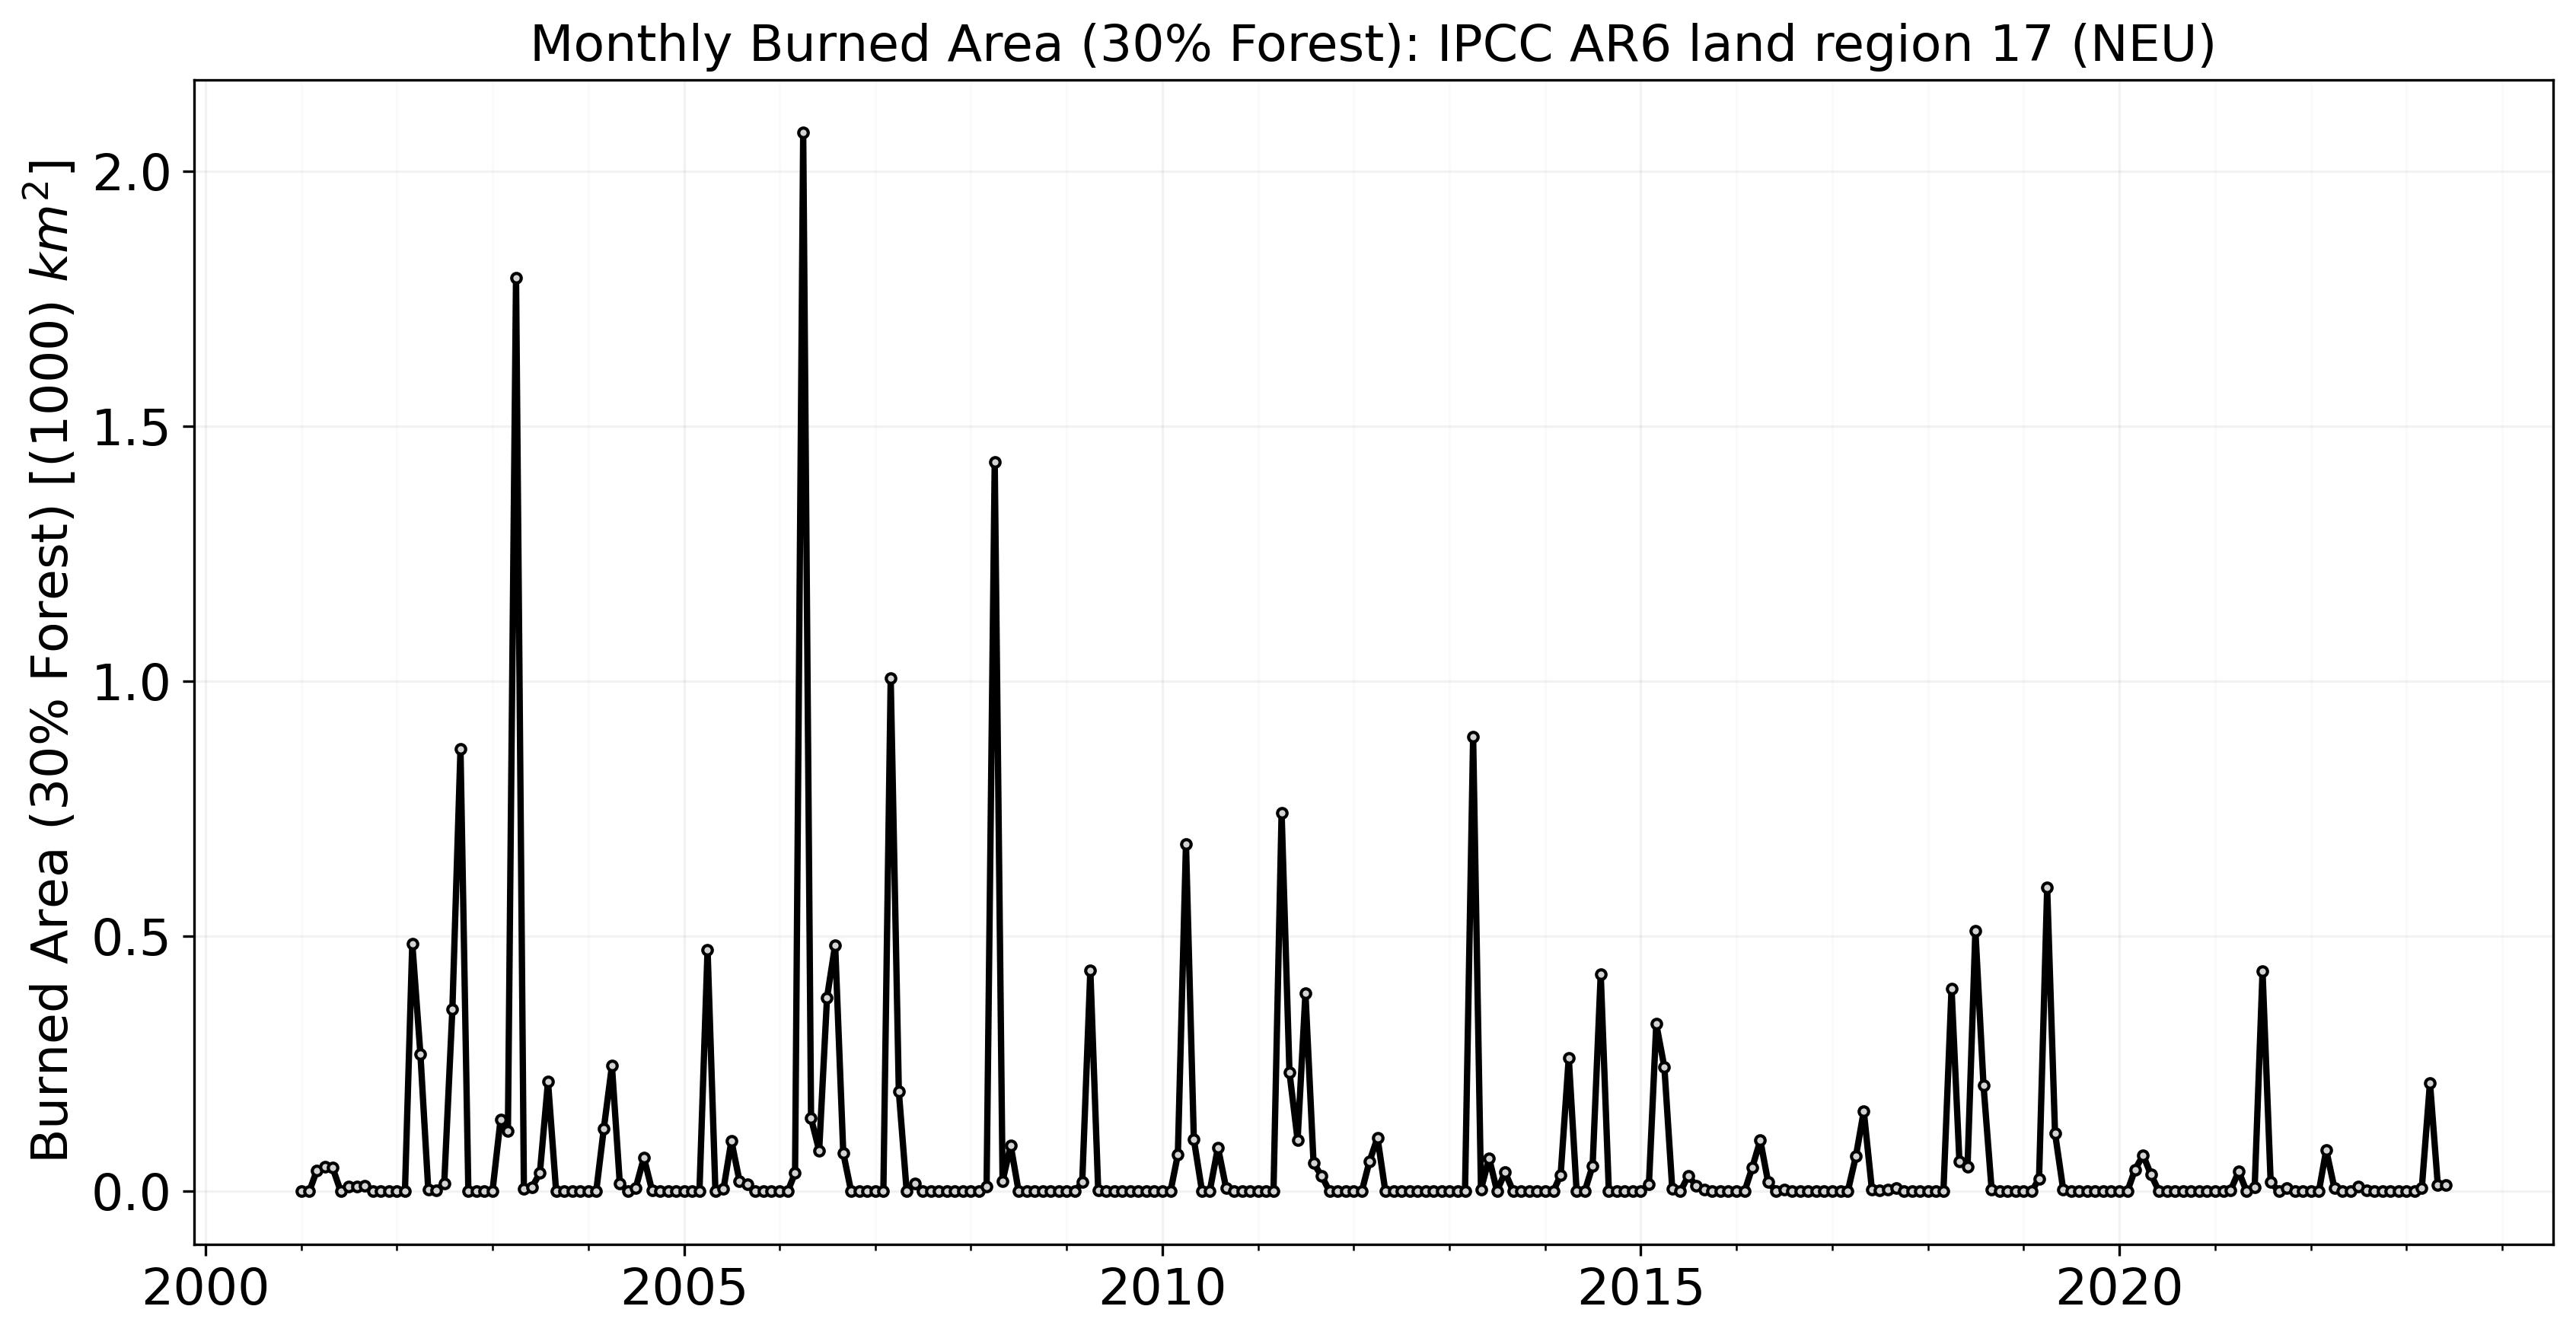 Monthly Burned Area (30% Forest): IPCC AR6 land region 17 (NEU)
Burned Area (30% Forest) [(1000) km²]
2.0
1.5
1.0
0.5
0.0
2000 2005 2010 2015 2020